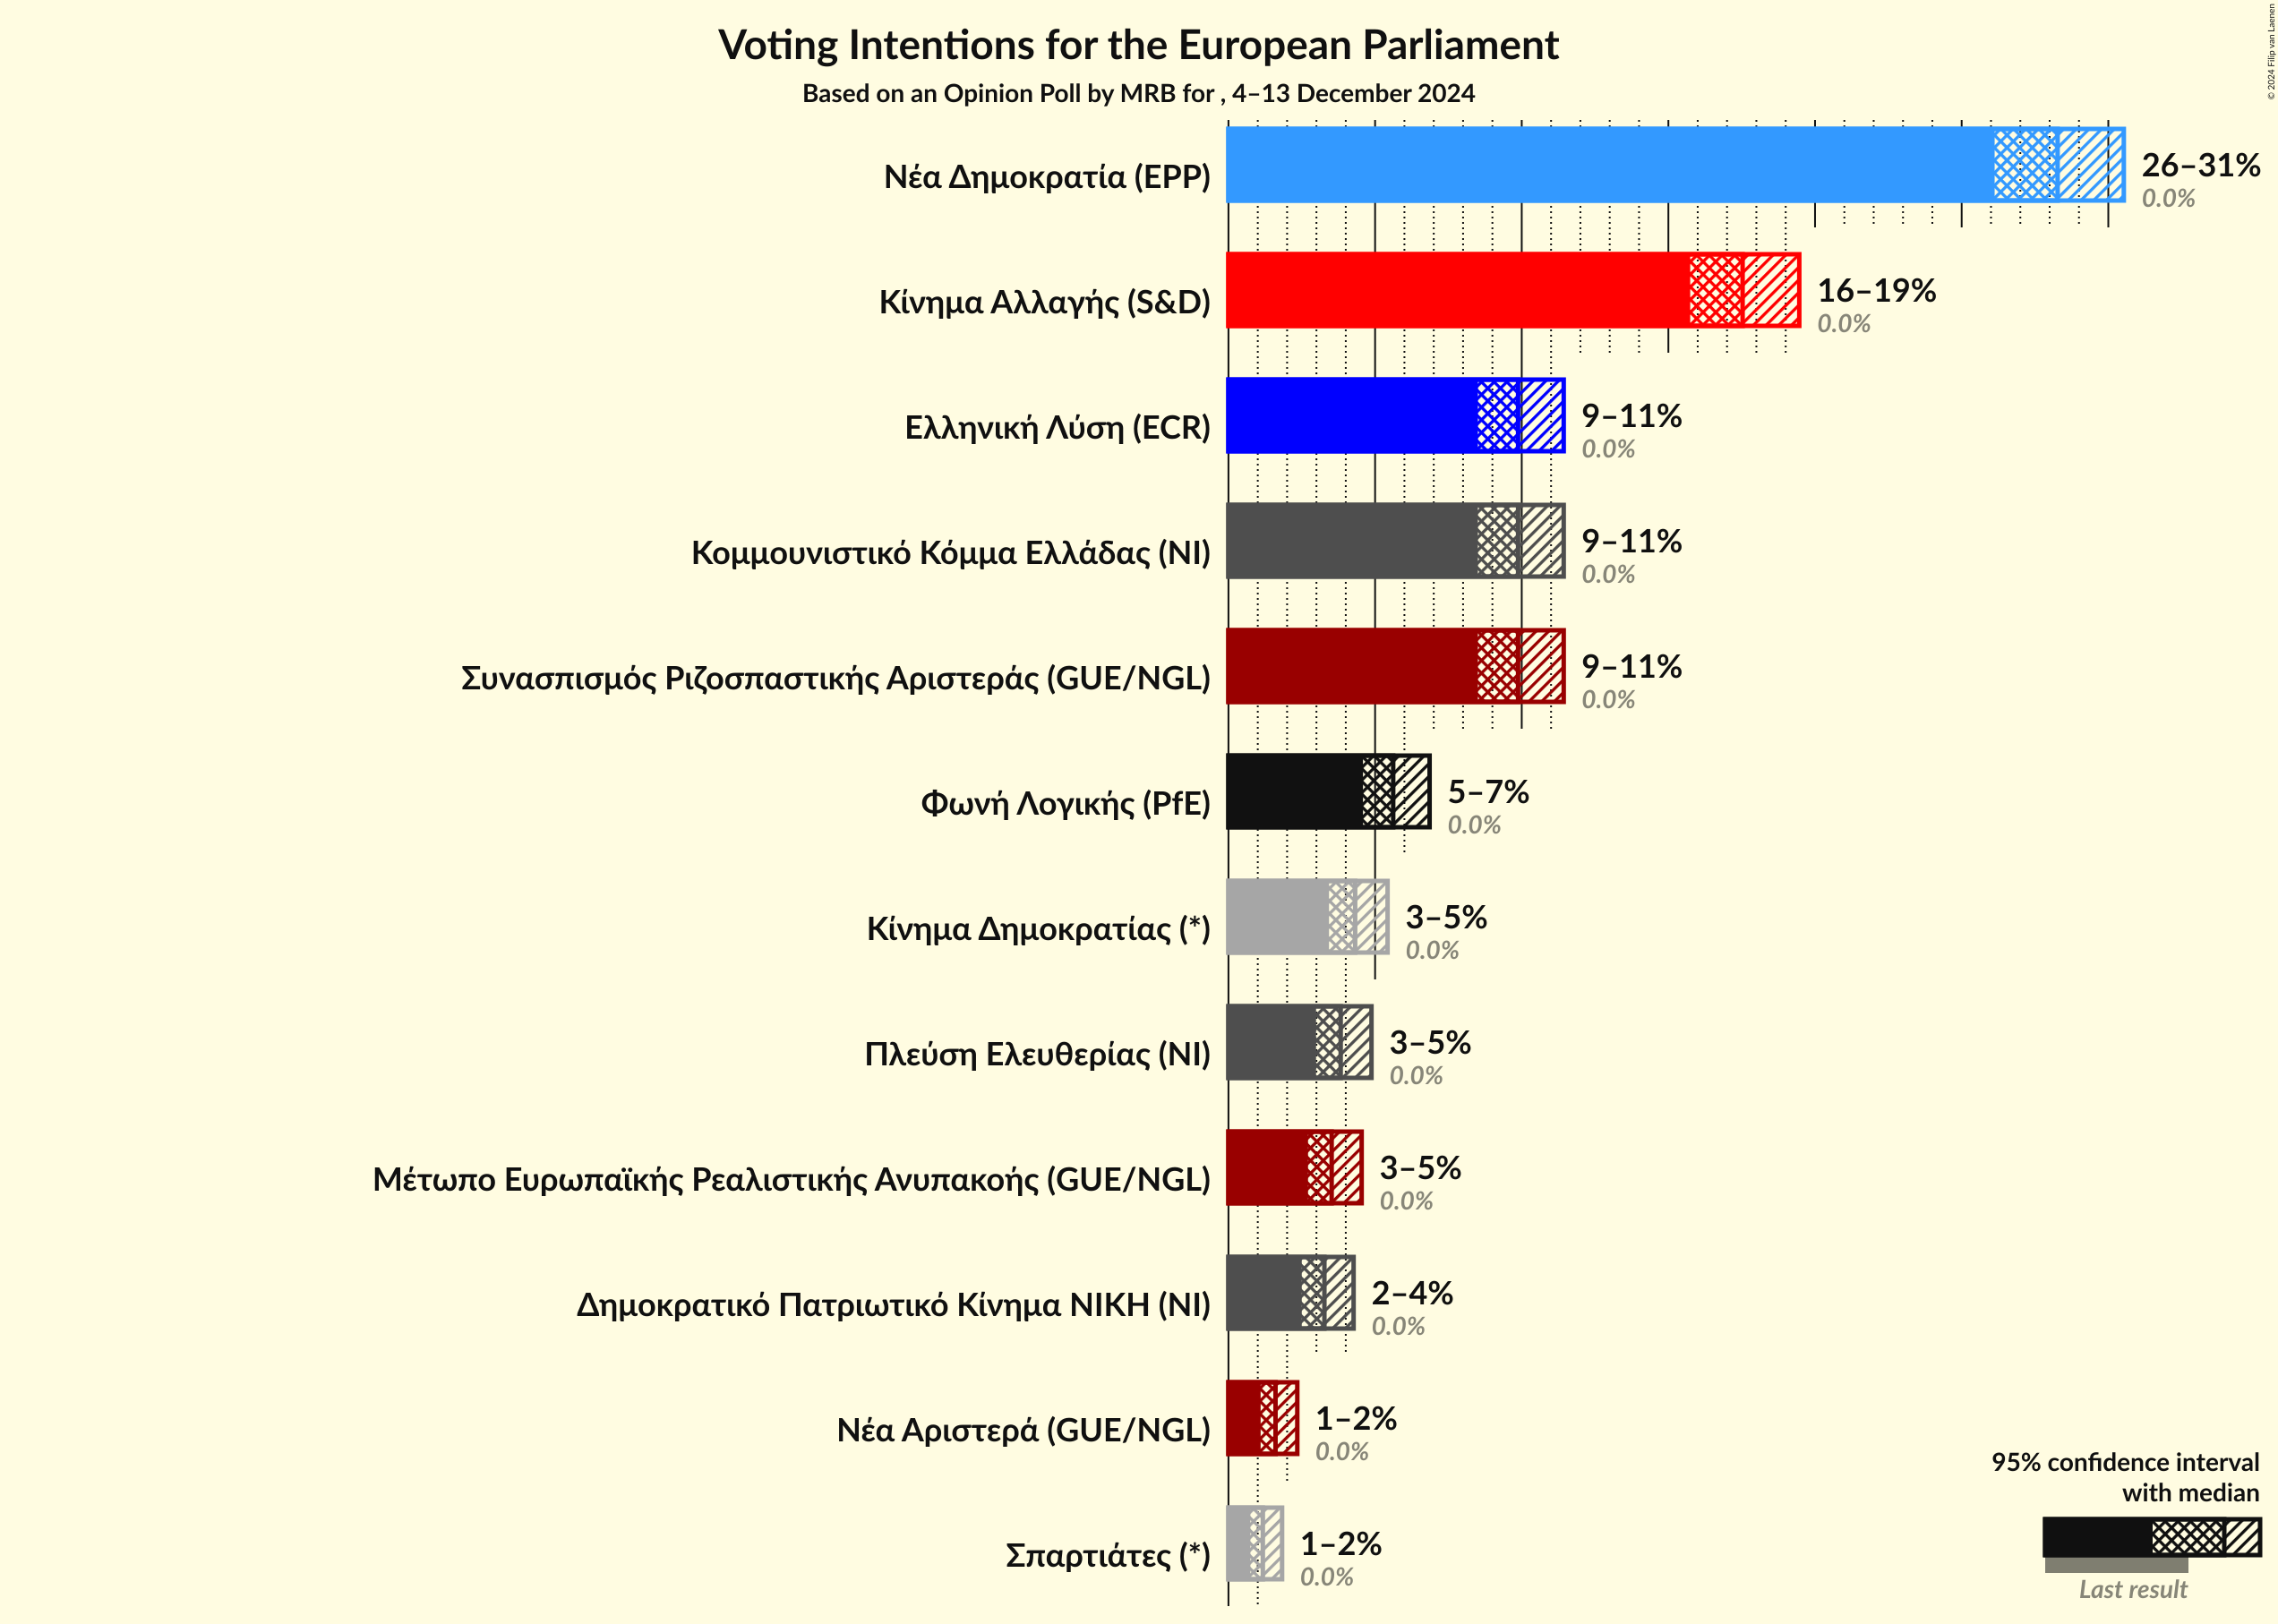 Voting Intentions for the European Parliament
Based on an Opinion Poll by MRB for , 4–13 December 2024
© 2024 Filip van Laenen
Νέα Δημοκρατία (EPP)
26–31%
0.0%
Κίνημα Αλλαγής (S&D)
16–19%
0.0%
Ελληνική Λύση (ECR)
9–11%
0.0%
Κομμουνιστικό Κόμμα Ελλάδας (NI)
9–11%
0.0%
Συνασπισμός Ριζοσπαστικής Αριστεράς (GUE/NGL)
9–11%
0.0%
Φωνή Λογικής (PfE)
5–7%
0.0%
Κίνημα Δημοκρατίας (*)
3–5%
0.0%
Πλεύση Ελευθερίας (NI)
3–5%
0.0%
Μέτωπο Ευρωπαϊκής Ρεαλιστικής Ανυπακοής (GUE/NGL)
3–5%
0.0%
Δημοκρατικό Πατριωτικό Κίνημα ΝΙΚΗ (NI)
2–4%
0.0%
Νέα Αριστερά (GUE/NGL)
1–2%
0.0%
Σπαρτιάτες (*)
1–2%
0.0%
95% confidence interval
with median
Last result